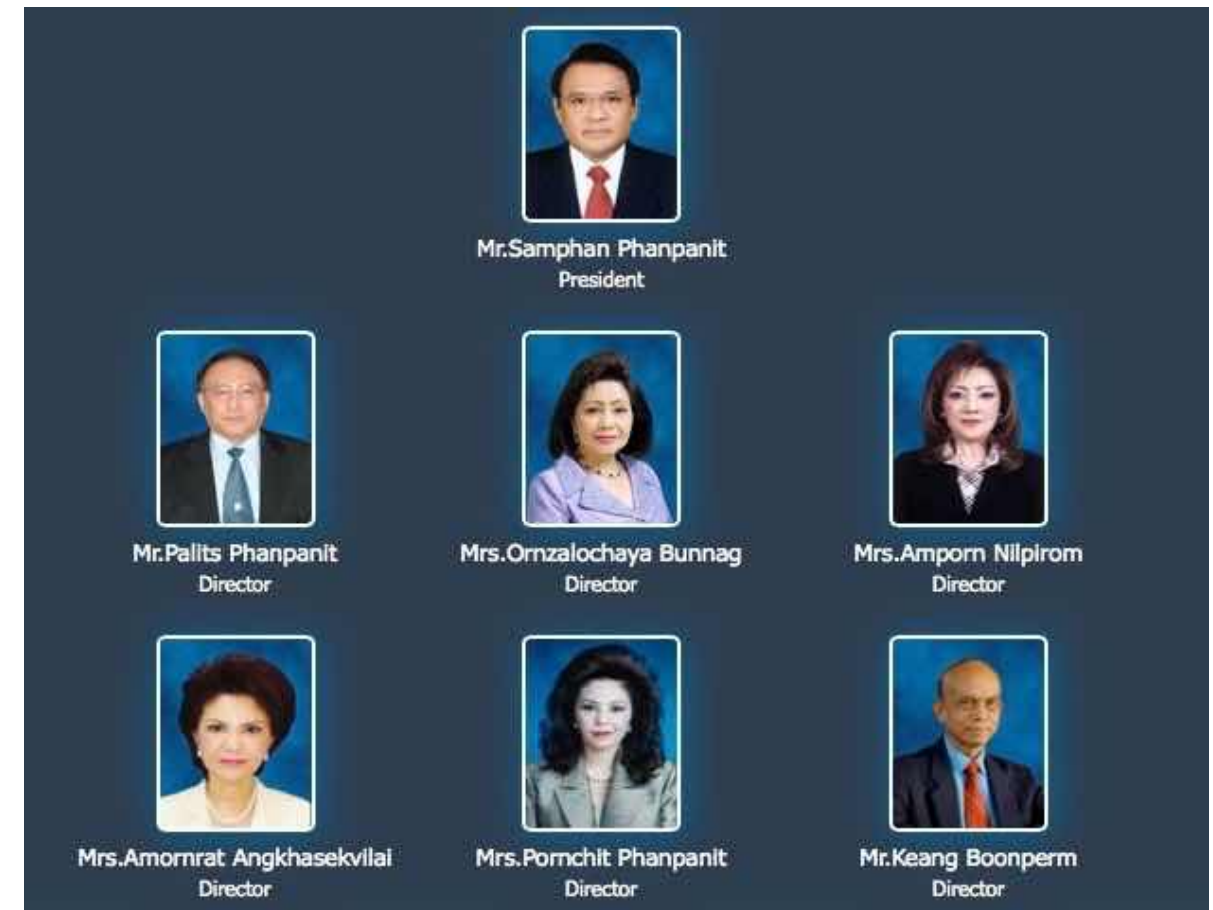 Mr.Samphan Phanpanit
President
Mr.Palits Phanpanit
Director
Mrs.Ornzalochaya Bunnag
Director
Mrs.Amporn Nilpirom
Director
Mrs.Amornrat Angkhasekvilai
Director
Mrs.Pornchit Phanpanit
Director
Mr.Keang Boonperm
Director